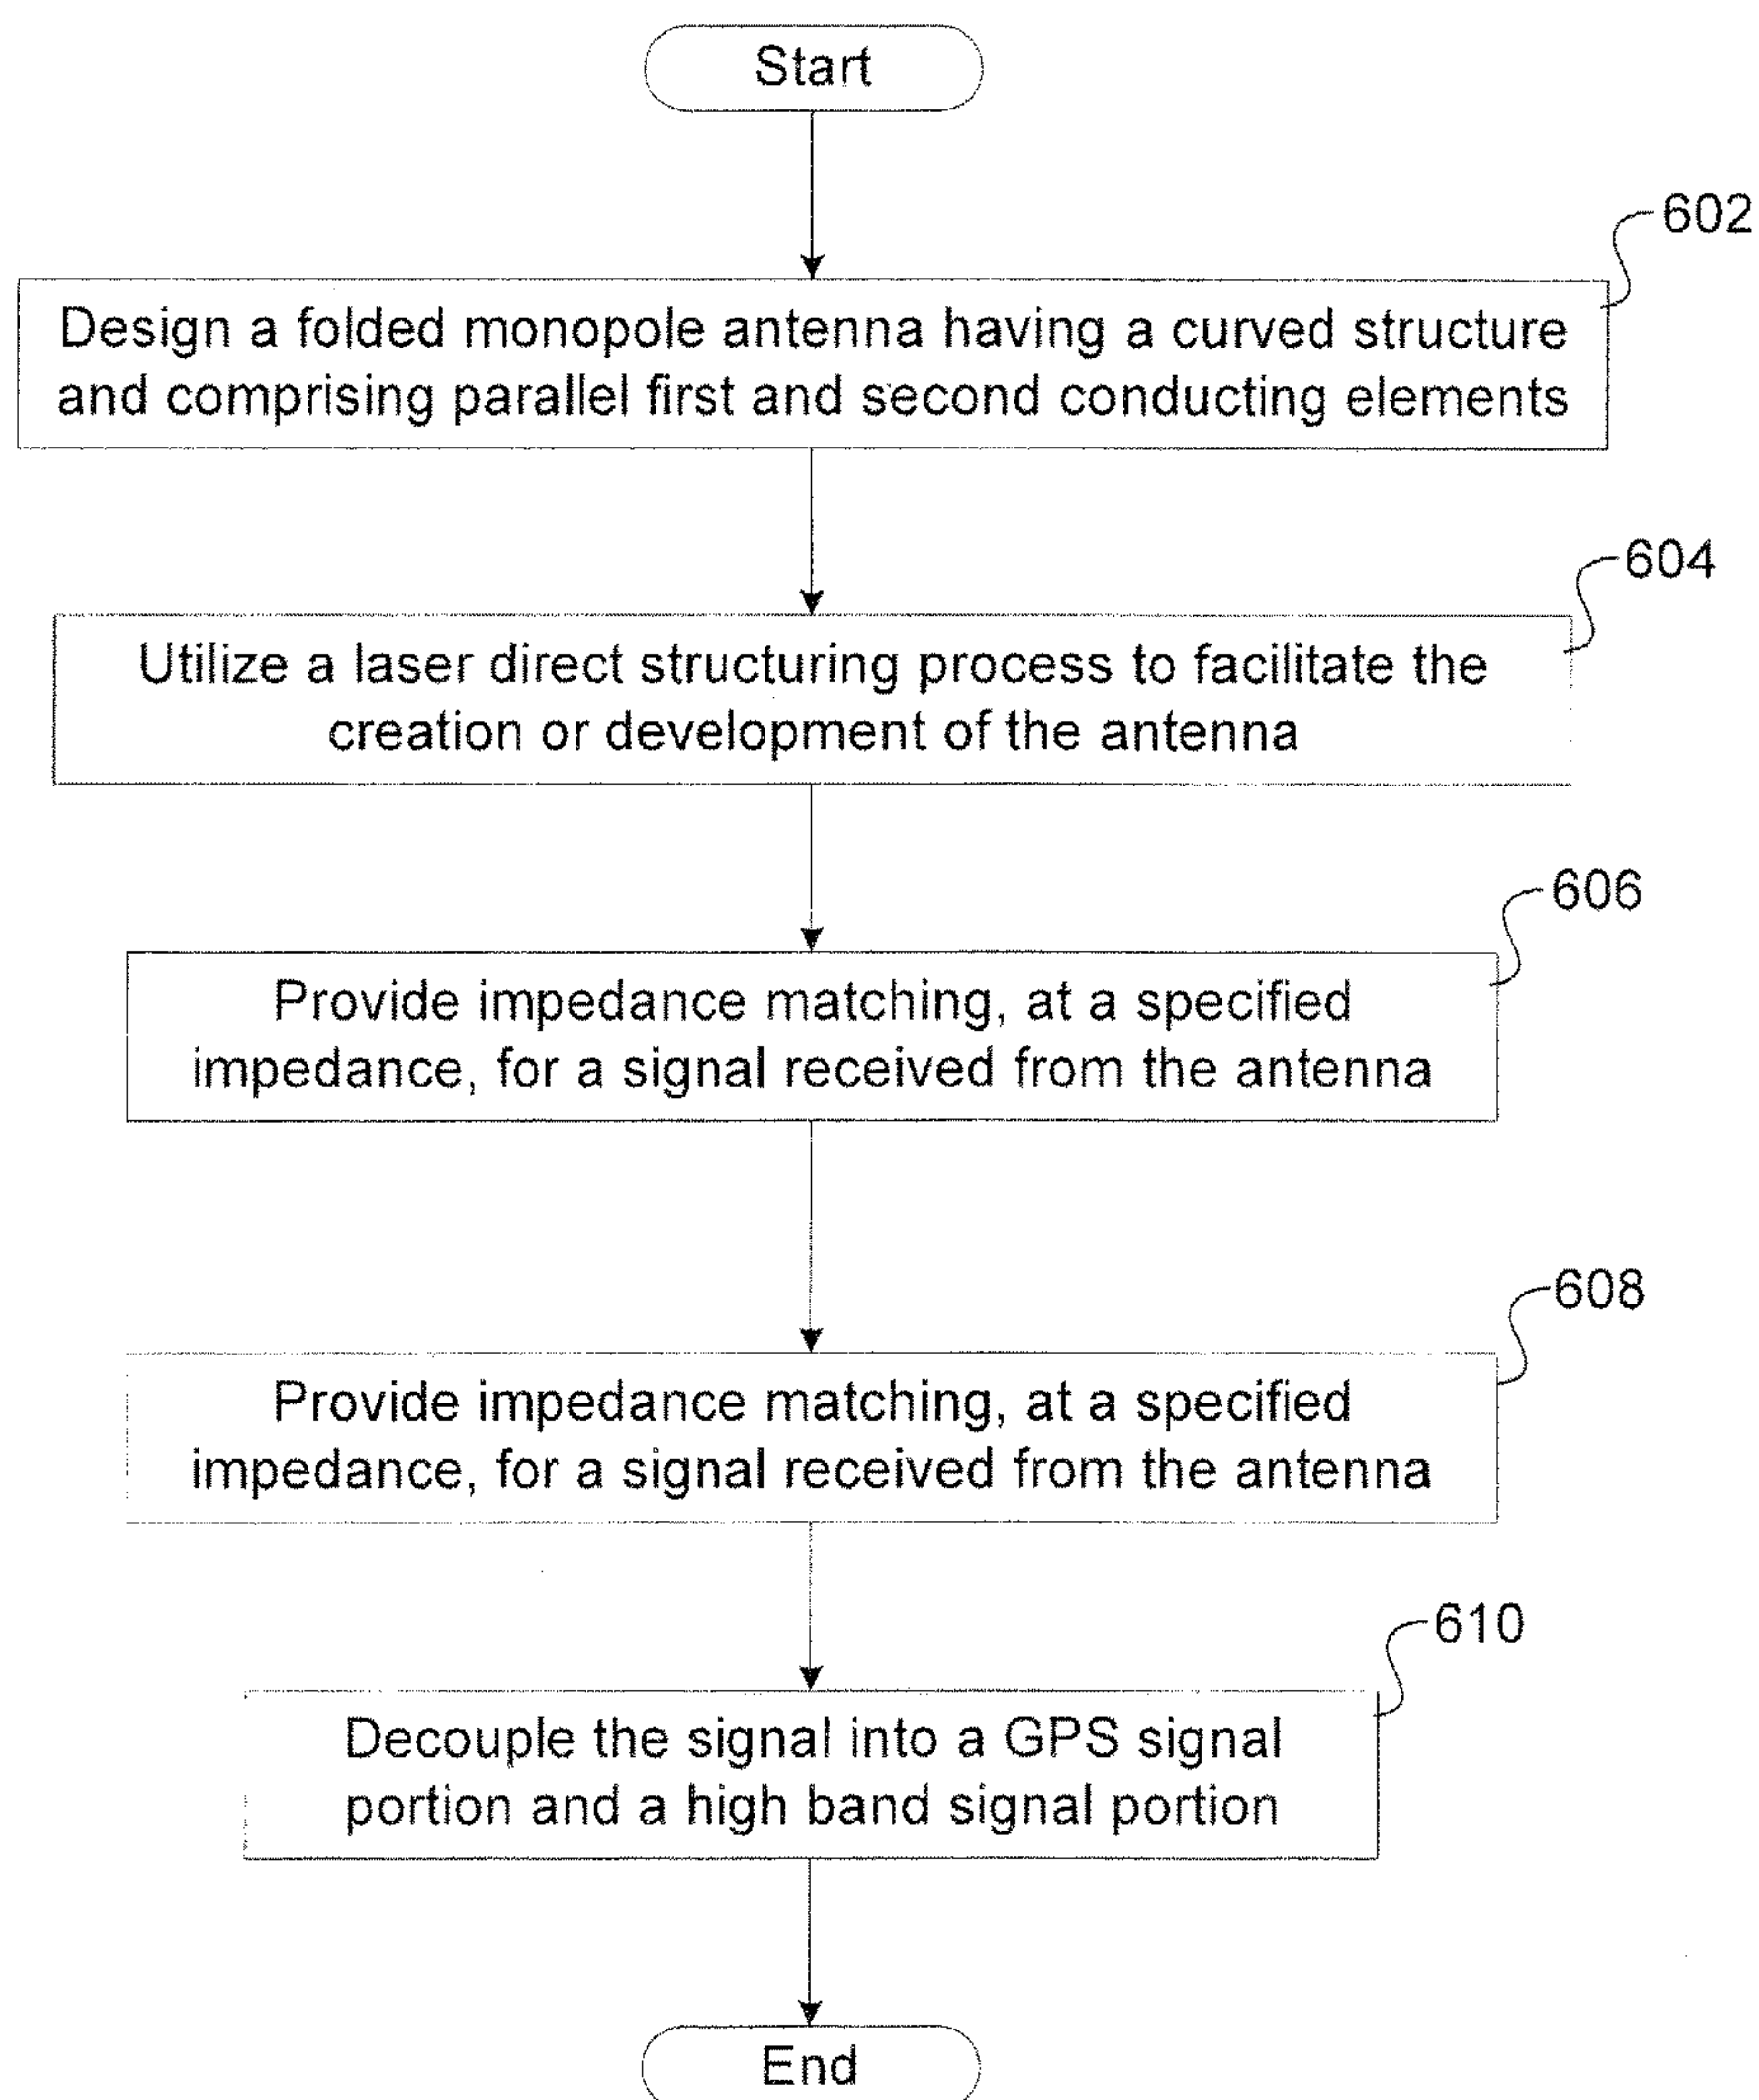 Start
602
Design a folded monopole antenna having a curved structure
and comprising parallel first and second conducting elements
604
Utilize a laser direct structuring process to facilitate the
creation or development of the antenna
606
Provide impedance matching, at a specified
impedance, for a signal received from the antenna
608
Provide impedance matching, at a specified
impedance, for a signal received from the antenna
610
Decouple the signal into a GPS signal
portion and a high band signal portion
End